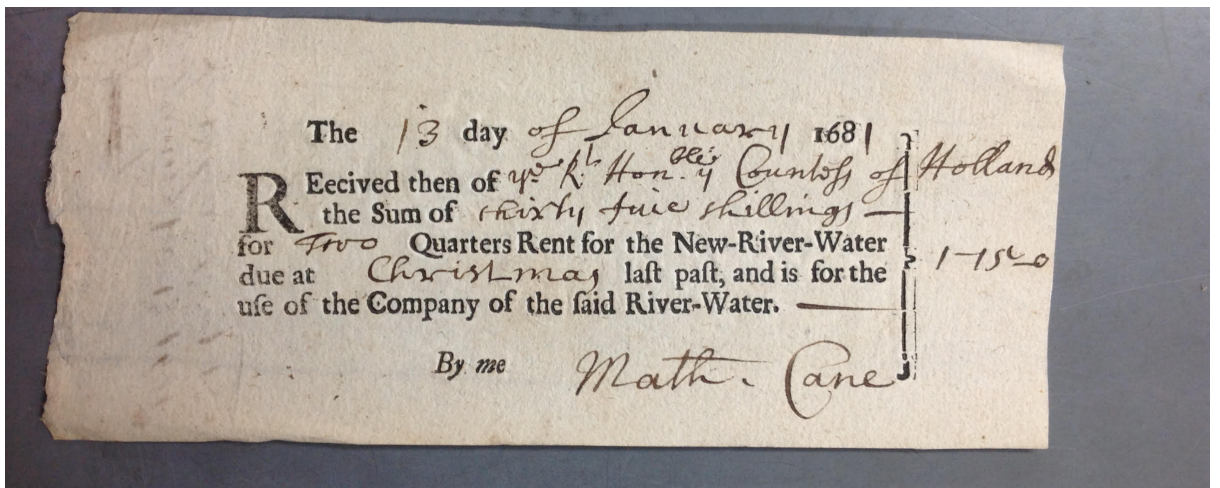 The 13 day of January 1681
REecived then of ye Rt Honble y Countess of Holland
the Sum of thirty five shillings
for Two Quarters Rent for the New-River-Water
due at Christmas laſt paſt, and is for the
uſe of the Company of the ſaid River-Water.
1-15-0
By me Math. Cane